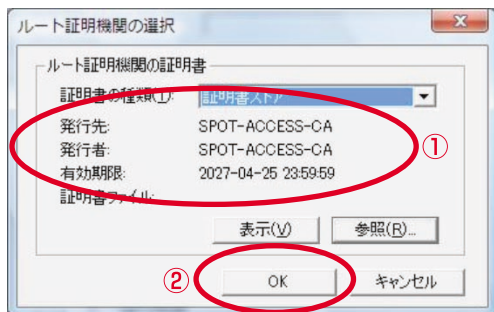 ルート証明機関の選択
ルート証明機関の証明書
証明書の種類(T): 証明書ストア
発行先: SPOT-ACCESS-CA
発行者: SPOT-ACCESS-CA
有効期限: 2027-04-25 23:59:59
証明書ファイル:
表示(V) 参照(R)...
①
② OK キャンセル